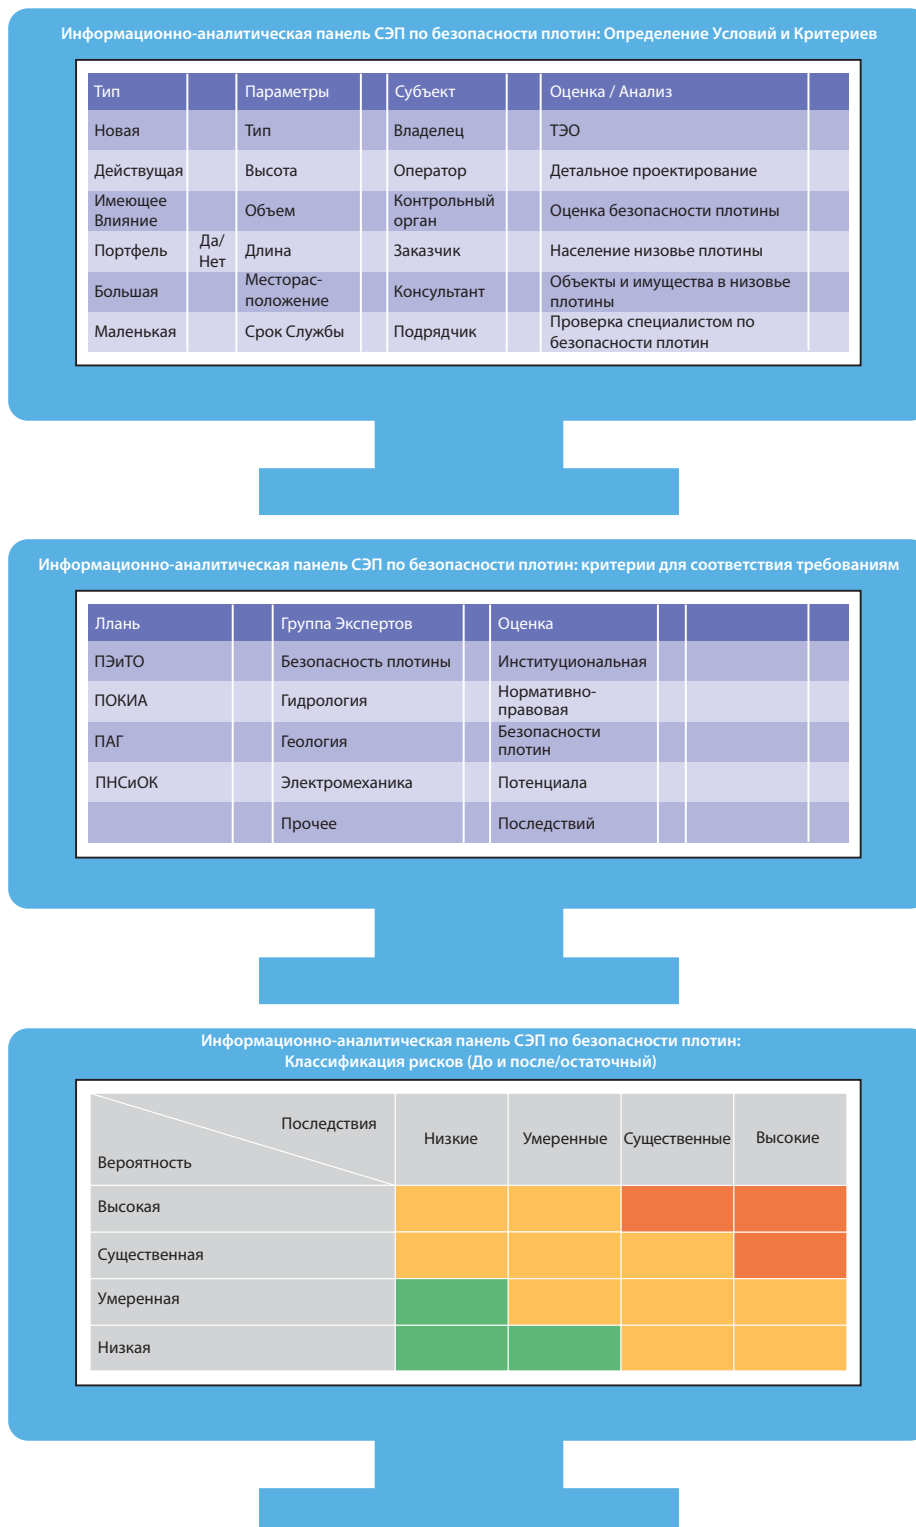 Информационно-аналитическая панель СЭП по безопасности плотин: Определение Условий и Критериев
Тип Параметры Субъект Оценка / Анализ
Новая Тип Владелец ТЭО
Действущая Высота Оператор Детальное проектирование
Имеющее
Влияние
Объем
Контрольный
орган
Оценка безопасности плотины
Портфель
Да/
Нет
Длина Заказчик Население низовье плотины
Большая
Месторас-
положение
Консультант
Объекты и имущества в низовье
плотины
Маленькая Срок Службы Подрядчик
Проверка специалистом по
безопасности плотин
Информационно-аналитическая панель СЭП по безопасности плотин: критерии для соответствия требованиям
Ллань Группа Экспертов Оценка
ПЭиТО Безопасность плотины Институциональная
ПОКИА Гидрология
Нормативно-
правовая
ПАГ Геология
Безопасности
плотин
ПНСиОК Электромеханика Потенциала
Прочее Последствий
Информационно-аналитическая панель СЭП по безопасности плотин:
Классификация рисков (До и после/остаточный)
Последствия
Вероятность
Низкие Умеренные Существенные Высокие
Высокая
Существенная
Умеренная
Низкая